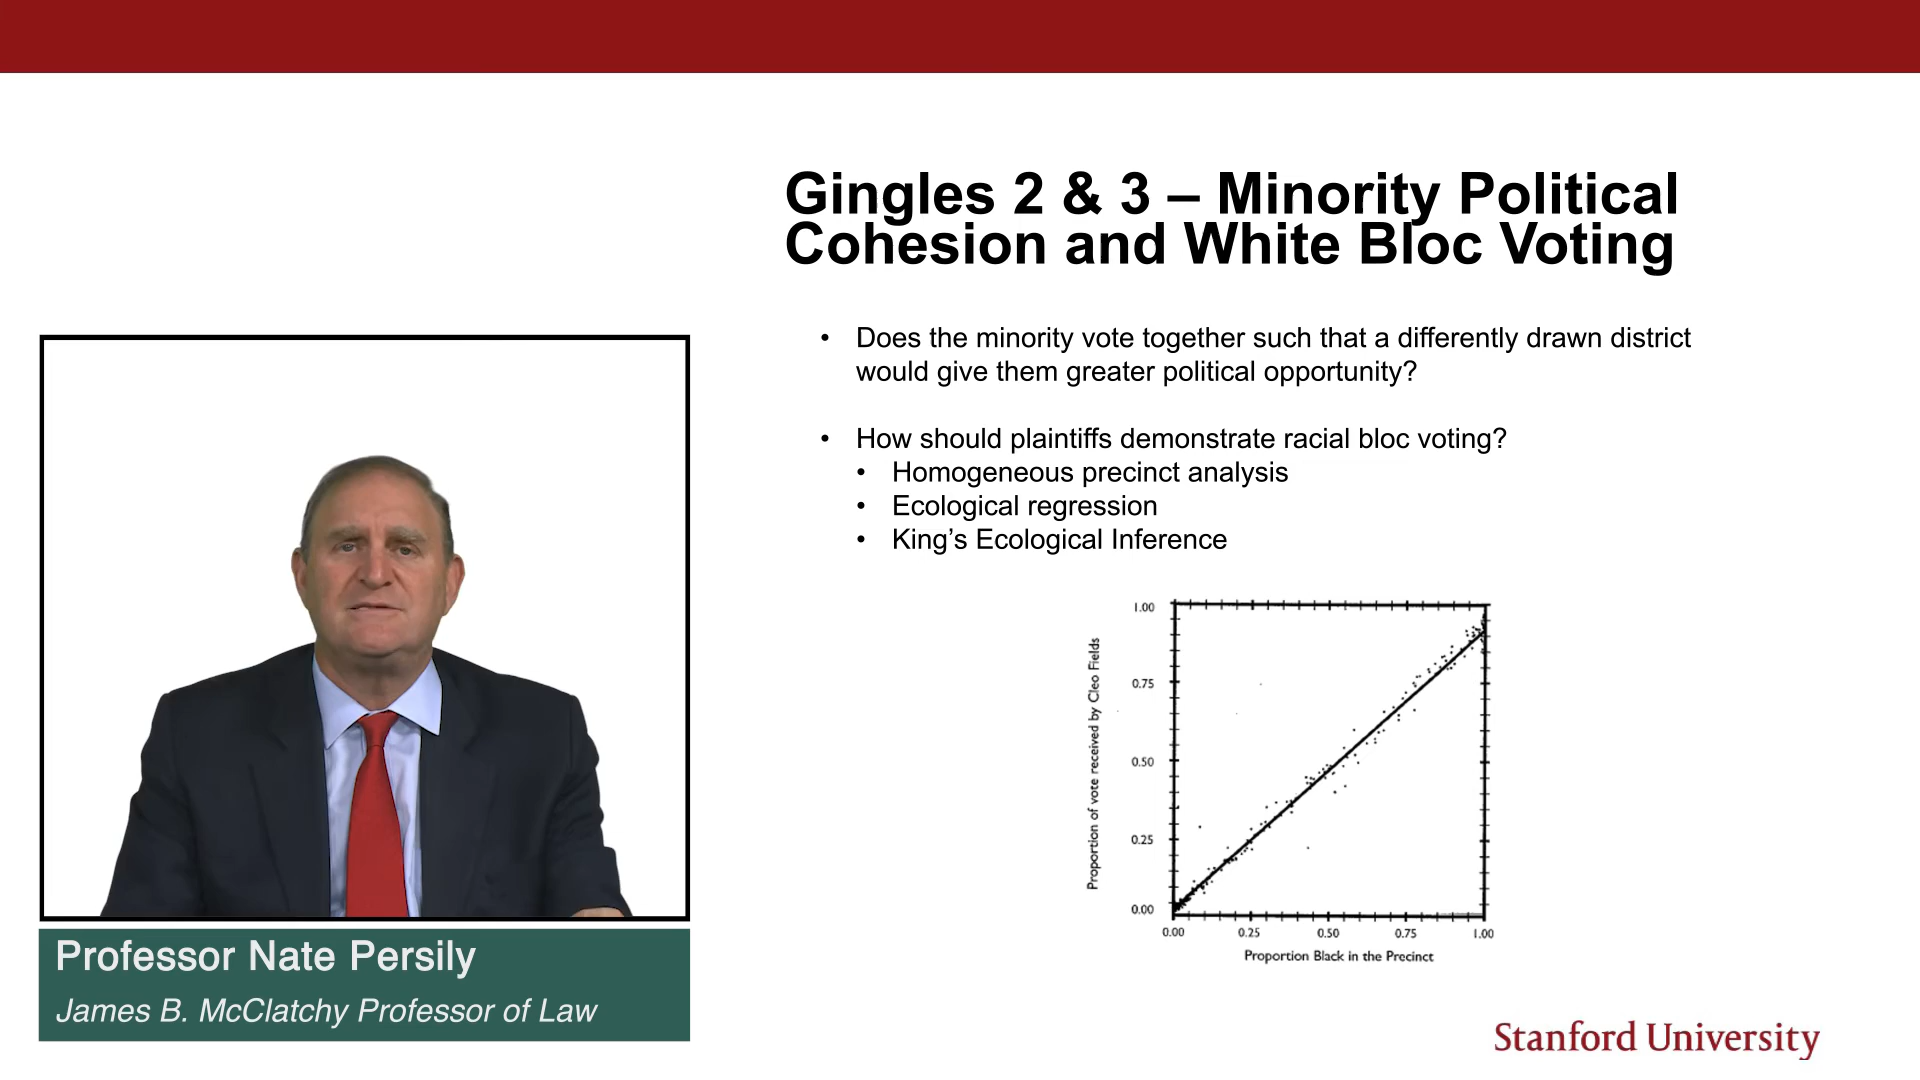 Gingles 2 & 3 – Minority Political
Cohesion and White Bloc Voting
• Does the minority vote together such that a differently drawn district
would give them greater political opportunity?
• How should plaintiffs demonstrate racial bloc voting?
• Homogeneous precinct analysis
• Ecological regression
• King’s Ecological Inference
Proportion of vote received by Cleo Fields
1.00
0.75
0.50
0.25
0.00
0.00 0.25 0.50 0.75 1.00
Proportion Black in the Precinct
Professor Nate Persily
James B. McClatchy Professor of Law
Stanford University